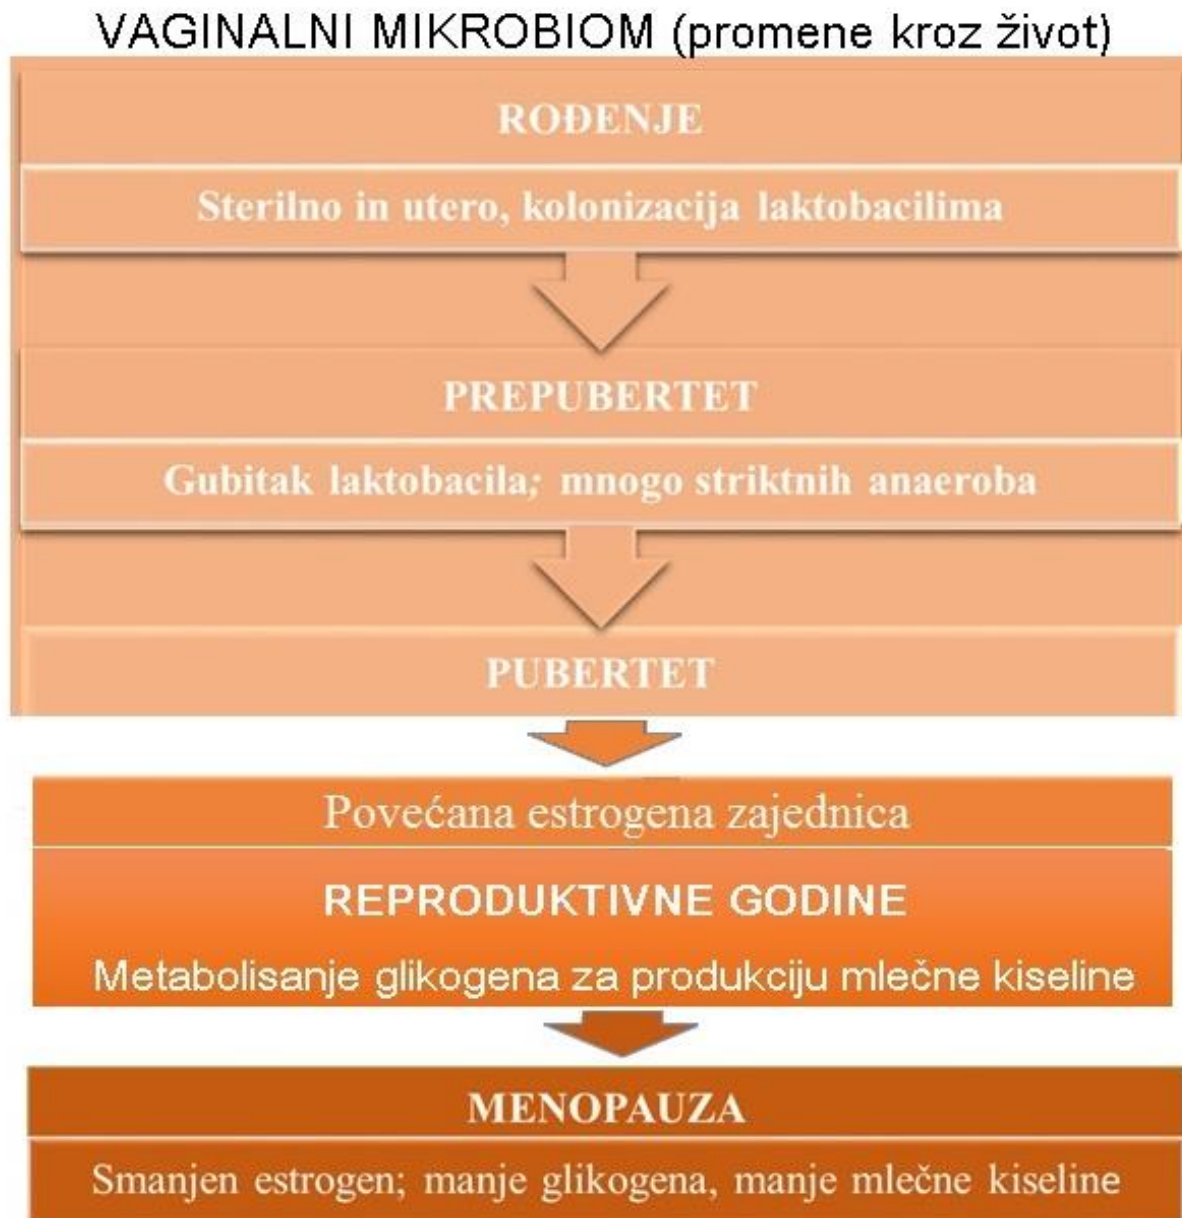 VAGINALNI MIKROBIOM (promene kroz život)
ROĐENJE
Sterilno in utero, kolonizacija laktobacilima
PREPUBERTET
Gubitak laktobacila; mnogo striktnih anaeroba
PUBERTET
Povećana estrogena zajednica
REPRODUKTIVNE GODINE
Metabolisanje glikogena za produkciju mlečne kiseline
MENOPAUZA
Smanjen estrogen; manje glikogena, manje mlečne kiseline